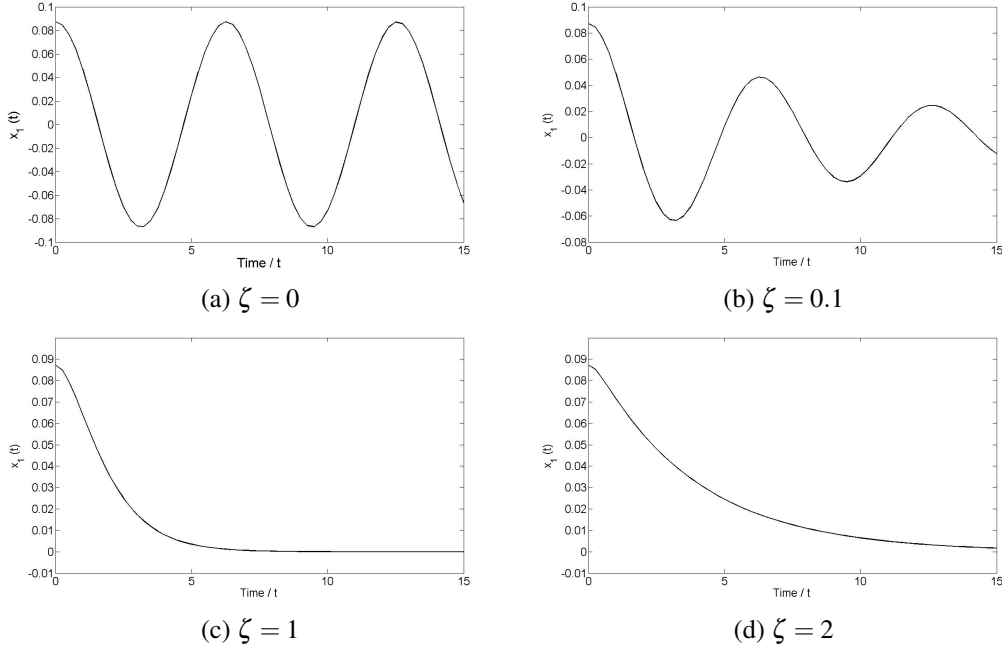 0.1
0.08
0.06
0.04
0.02
0
-0.02
-0.04
-0.06
-0.08
-0.1
x1 (t)
0 5 10 15
Time / t
(a) ζ = 0
0.1
0.08
0.06
0.04
0.02
0
-0.02
-0.04
-0.06
-0.08
x1 (t)
0 5 10 15
Time / t
(b) ζ = 0.1
0.09
0.08
0.07
0.06
0.05
0.04
0.03
0.02
0.01
0
-0.01
x1 (t)
0 5 10 15
Time / t
(c) ζ = 1
0.09
0.08
0.07
0.06
0.05
0.04
0.03
0.02
0.01
0
-0.01
x1 (t)
0 5 10 15
Time / t
(d) ζ = 2